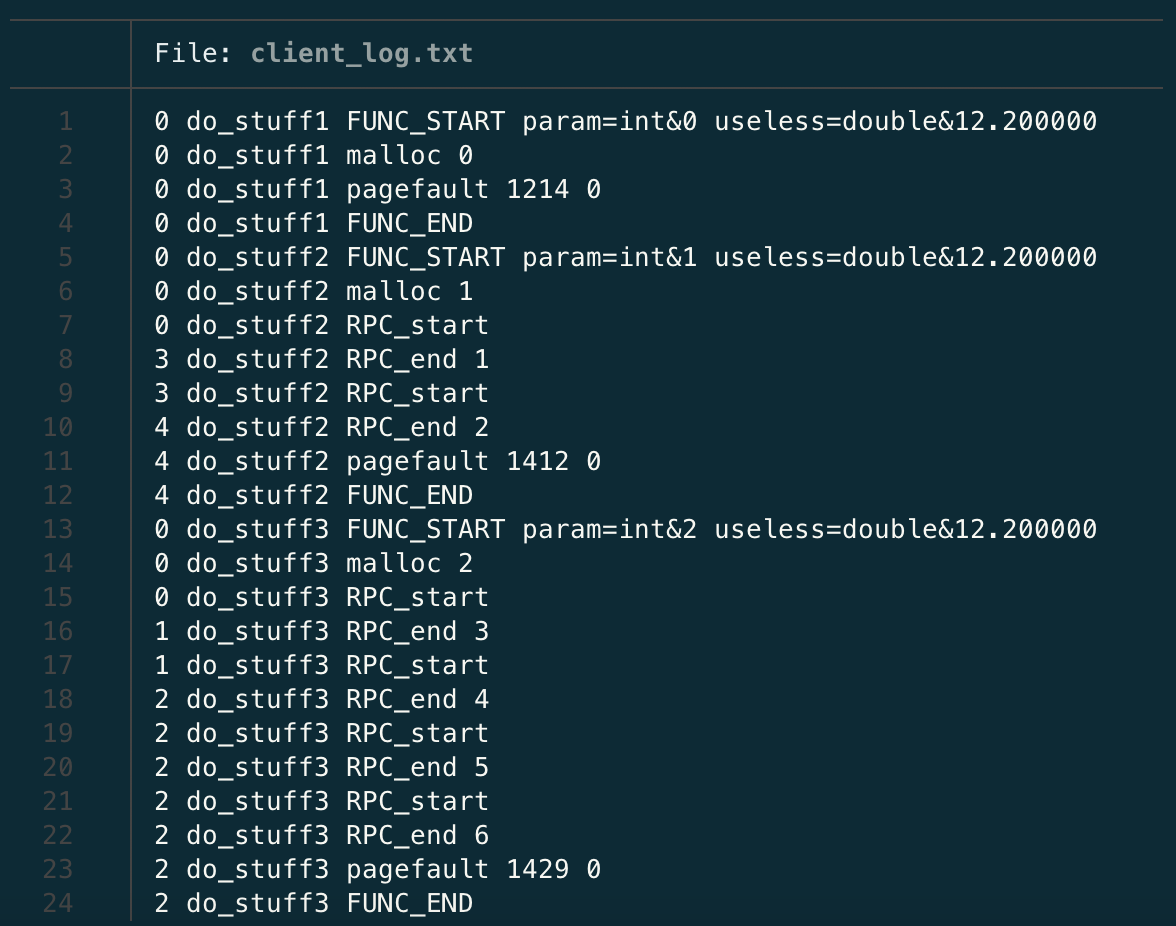 File: client_log.txt
1 0 do_stuff1 FUNC_START param=int&0 useless=double&12.200000
2 0 do_stuff1 malloc 0
3 0 do_stuff1 pagefault 1214 0
4 0 do_stuff1 FUNC_END
5 0 do_stuff2 FUNC_START param=int&1 useless=double&12.200000
6 0 do_stuff2 malloc 1
7 0 do_stuff2 RPC_start
8 3 do_stuff2 RPC_end 1
9 3 do_stuff2 RPC_start
10 4 do_stuff2 RPC_end 2
11 4 do_stuff2 pagefault 1412 0
12 4 do_stuff2 FUNC_END
13 0 do_stuff3 FUNC_START param=int&2 useless=double&12.200000
14 0 do_stuff3 malloc 2
15 0 do_stuff3 RPC_start
16 1 do_stuff3 RPC_end 3
17 1 do_stuff3 RPC_start
18 2 do_stuff3 RPC_end 4
19 2 do_stuff3 RPC_start
20 2 do_stuff3 RPC_end 5
21 2 do_stuff3 RPC_start
22 2 do_stuff3 RPC_end 6
23 2 do_stuff3 pagefault 1429 0
24 2 do_stuff3 FUNC_END